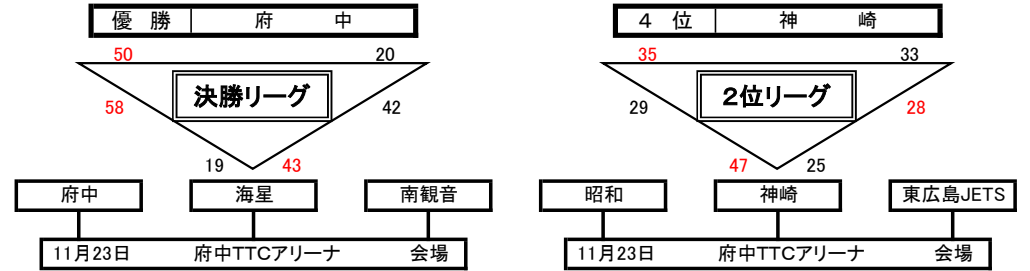 優　勝　府　中
50　20
決勝リーグ
58　42
19　43
府中　海星　南観音
11月23日　府中TTCアリーナ　会場
４　位　神　崎
35　33
２位リーグ
29　28
47　25
昭和　神崎　東広島JETS
11月23日　府中TTCアリーナ　会場